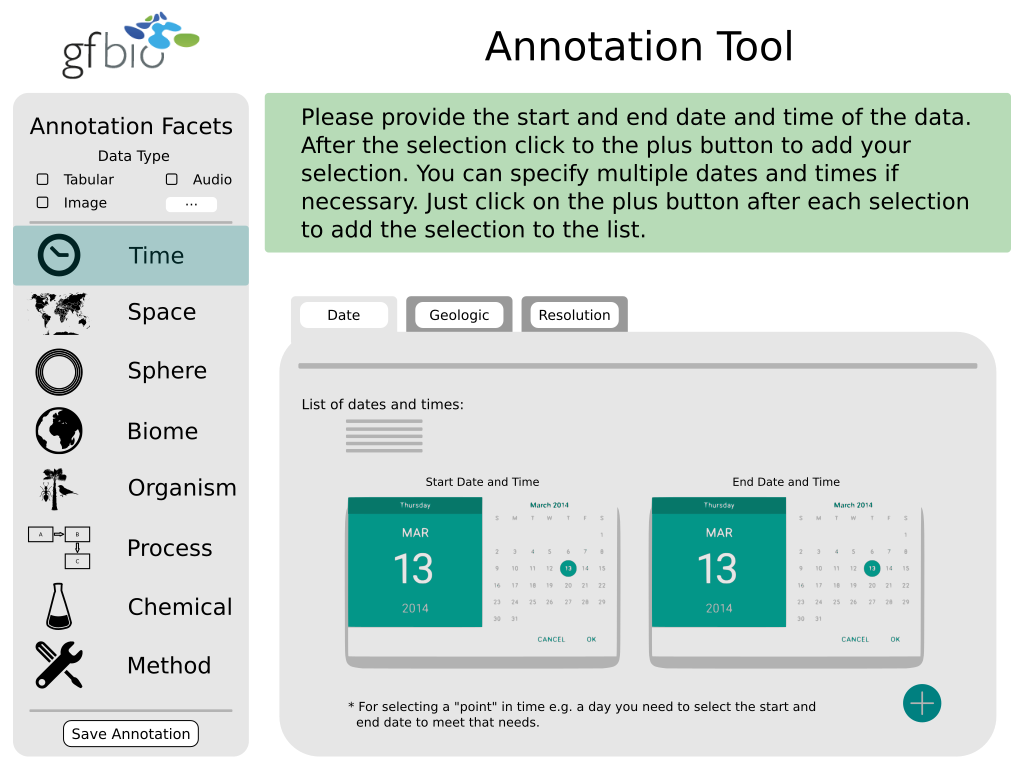 gfbio
Annotation Tool
Annotation Facets
Data Type
Tabular
Audio
Image
...
Time
Space
Sphere
Biome
Organism
A
B
C
Process
Chemical
Method
Save Annotation
Please provide the start and end date and time of the data.
After the selection click to the plus button to add your
selection. You can specify multiple dates and times if
necessary. Just click on the plus button after each selection
to add the selection to the list.
Date
Geologic
Resolution
List of dates and times:
Start Date and Time
Thursday
MAR
13
2014
March 2014
S M T W T F S
1
2 3 4 5 6 7 8
9 10 11 12 13 14 15
16 17 18 19 20 21 22
23 24 25 26 27 28 29
30 31
CANCEL OK
End Date and Time
Thursday
MAR
13
2014
March 2014
S M T W T F S
1
2 3 4 5 6 7 8
9 10 11 12 13 14 15
16 17 18 19 20 21 22
23 24 25 26 27 28 29
30 31
CANCEL OK
* For selecting a "point" in time e.g. a day you need to select the start and
end date to meet that needs.